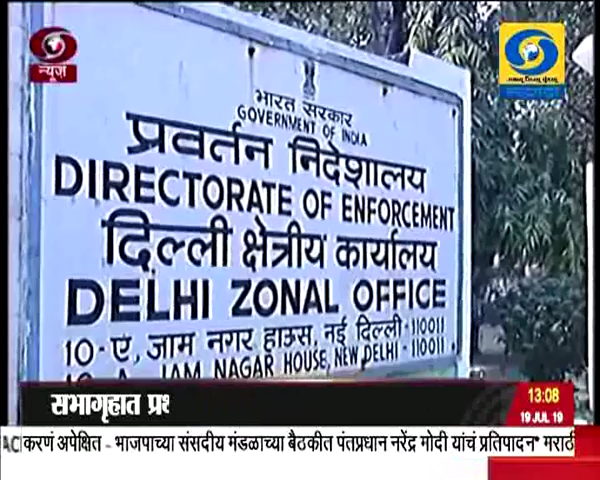 न्यूज़
भारत सरकार
GOVERNMENT OF INDIA
प्रवर्तन निदेशालय
DIRECTORATE OF ENFORCEMENT
दिल्ली क्षेत्रीय कार्यालय
DELHI ZONAL OFFICE
10-ए, जाम नगर हाऊस, नई दिल्ली-110011
JAM NAGAR HOUSE, NEW DELHI-110011
सभागृहात प्रश
13:08
19 JUL 19
करणं अपेक्षित - भाजपाच्या संसदीय मंडळाच्या बैठकीत पंतप्रधान नरेंद्र मोदी यांचं प्रतिपादन* मराठी